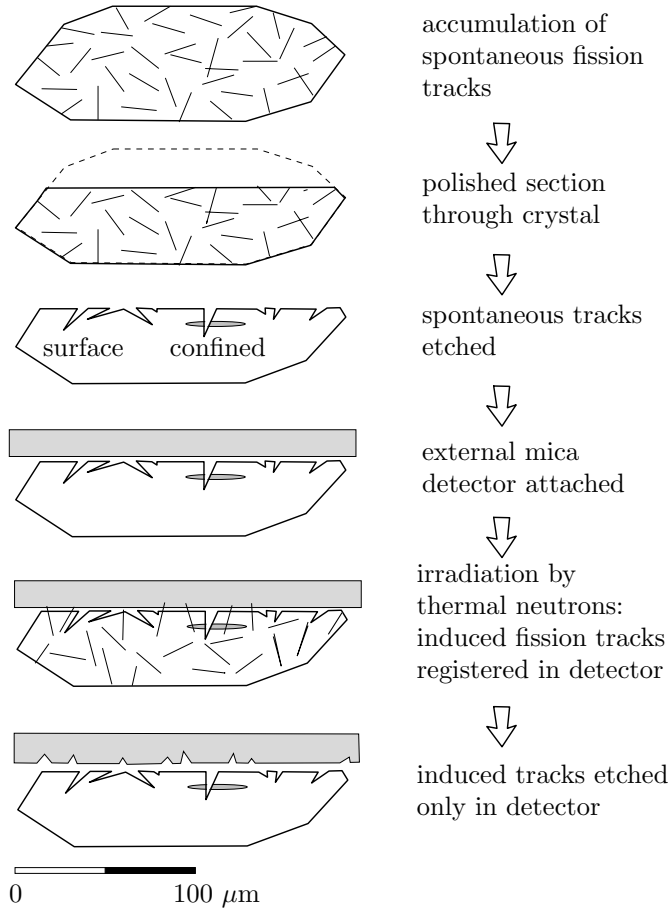 accumulation of
spontaneous fission
tracks
polished section
through crystal
spontaneous tracks
etched
surface confined
external mica
detector attached
irradiation by
thermal neutrons:
induced fission tracks
registered in detector
induced tracks etched
only in detector
0 100 μm